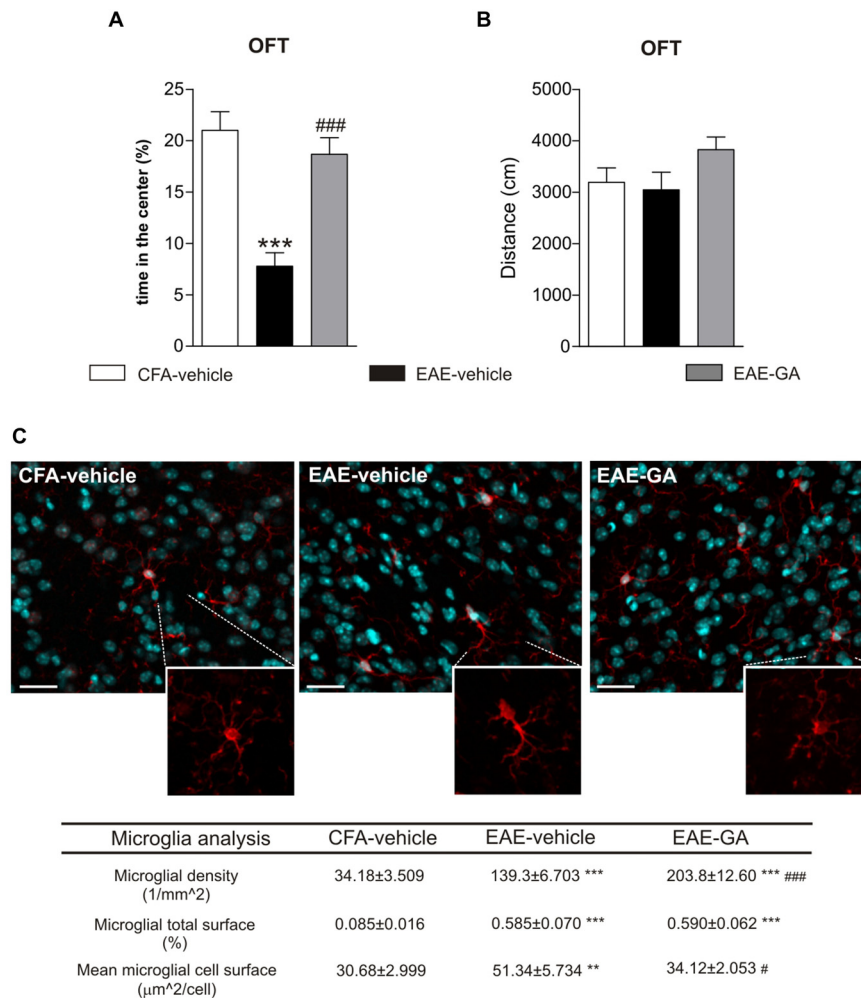 A
OFT
time in the center (%)
25
20
15
10
5
0
***
###
B
OFT
Distance (cm)
5000
4000
3000
2000
1000
0
CFA-vehicle
EAE-vehicle
EAE-GA
C
CFA-vehicle
EAE-vehicle
EAE-GA
Microglia analysis CFA-vehicle EAE-vehicle EAE-GA
Microglial density
(1/mm^2)
34.18±3.509 139.3±6.703 *** 203.8±12.60 *** ###
Microglial total surface
(%)
0.085±0.016 0.585±0.070 *** 0.590±0.062 ***
Mean microglial cell surface
(μm^2/cell)
30.68±2.999 51.34±5.734 ** 34.12±2.053 #